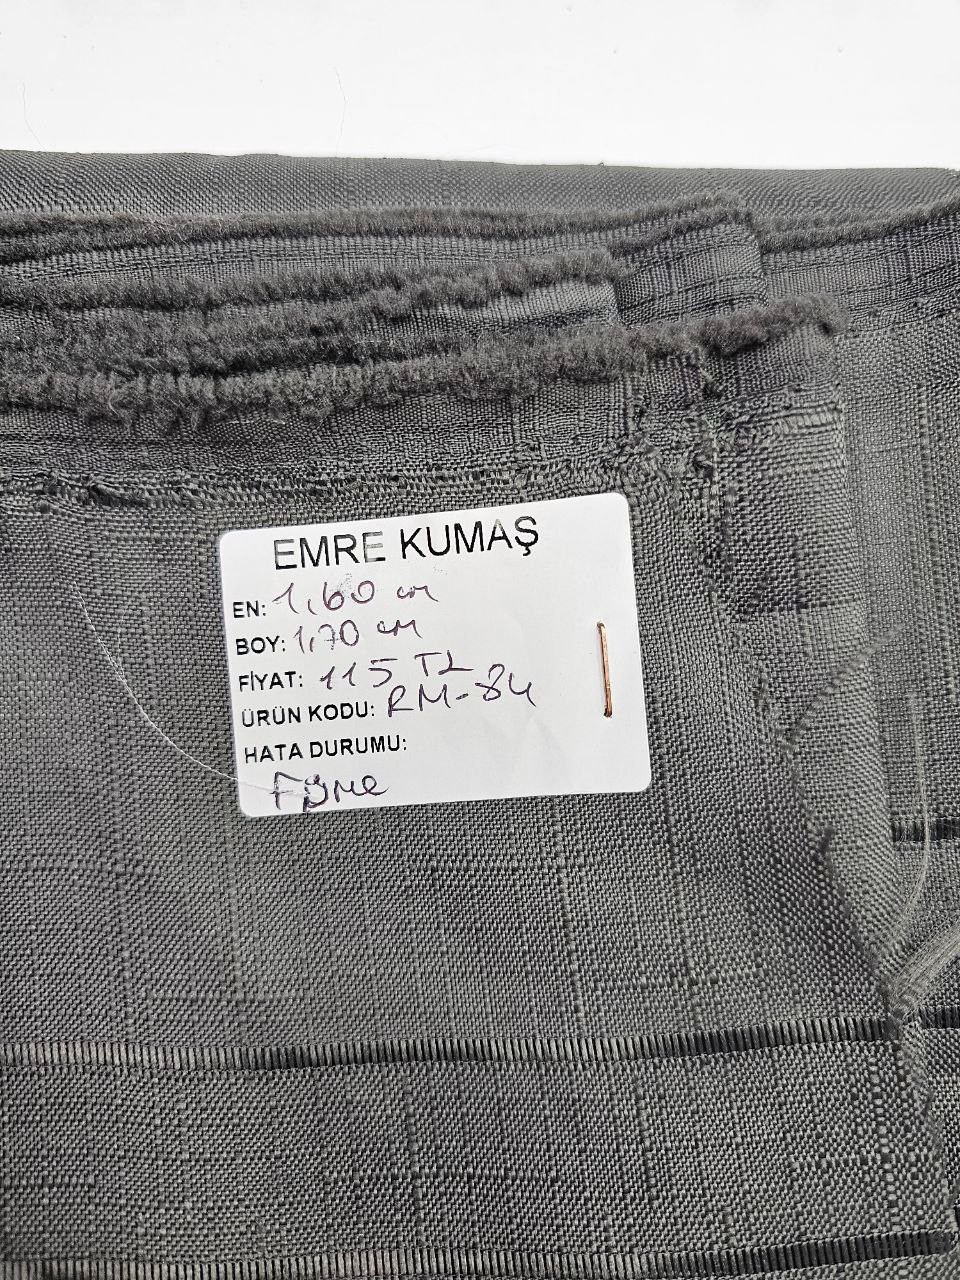 EMRE KUMAŞ
EN: 1,60 cm
BOY: 1,70 cm
FİYAT: 115 TL
ÜRÜN KODU: RM-84
HATA DURUMU:
Füme